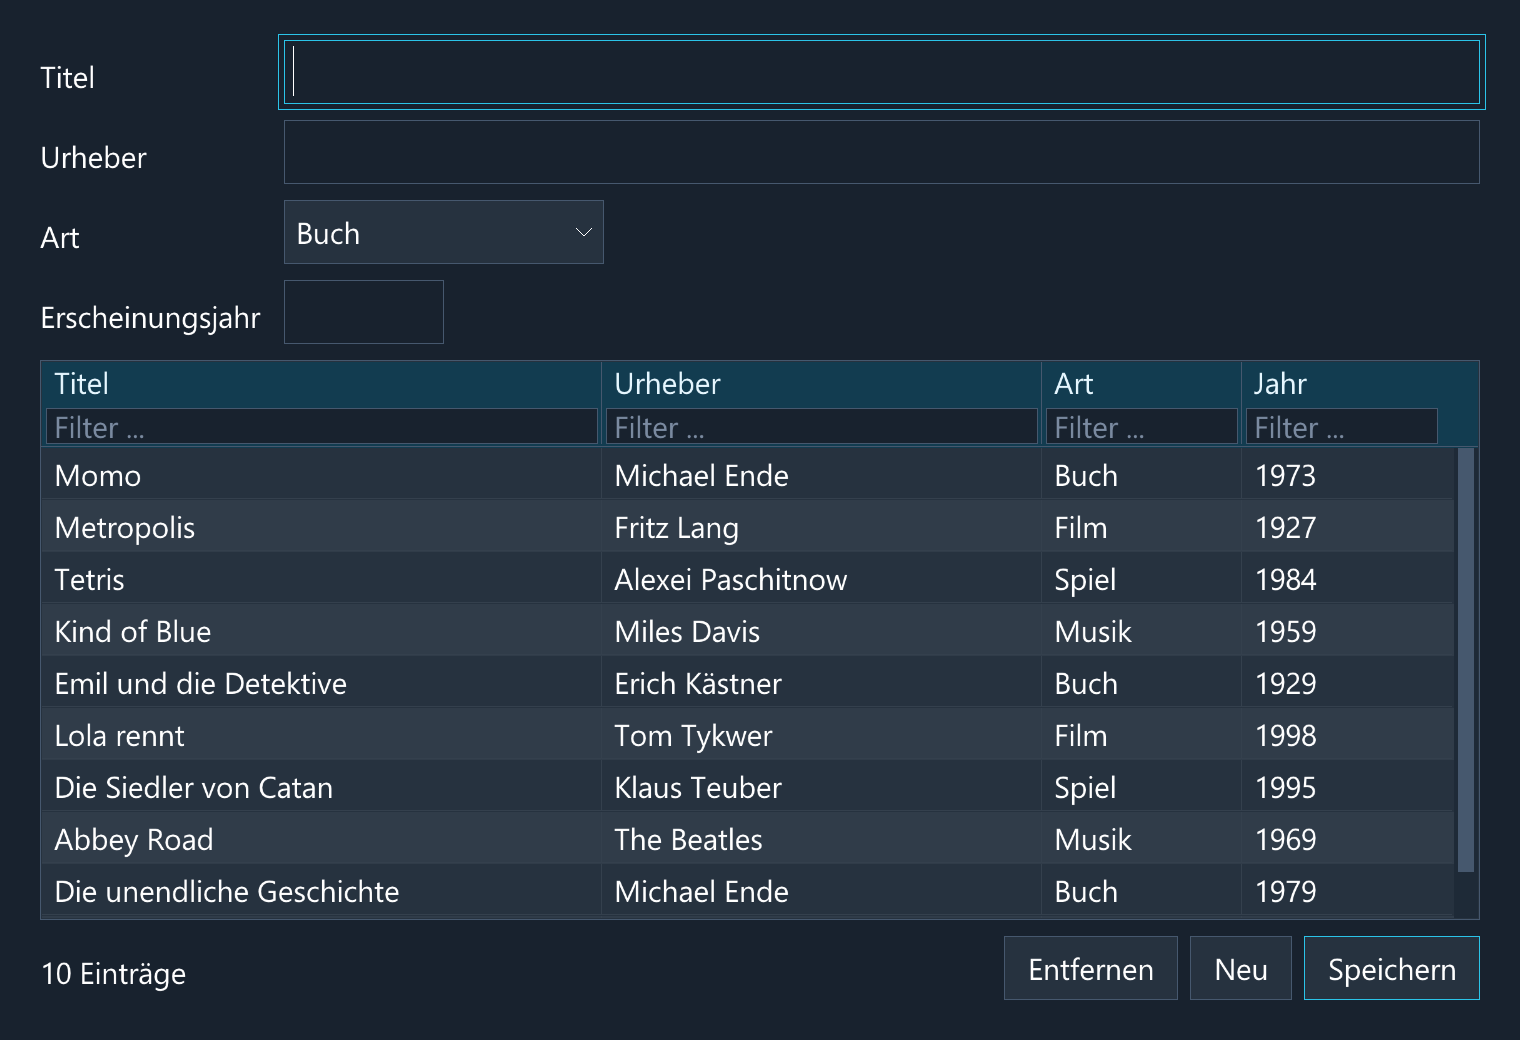 Titel
Urheber
Art
Buch
Erscheinungsjahr
Titel Urheber Art Jahr
Filter ... Filter ... Filter ... Filter ...
Momo Michael Ende Buch 1973
Metropolis Fritz Lang Film 1927
Tetris Alexei Paschitnow Spiel 1984
Kind of Blue Miles Davis Musik 1959
Emil und die Detektive Erich Kästner Buch 1929
Lola rennt Tom Tykwer Film 1998
Die Siedler von Catan Klaus Teuber Spiel 1995
Abbey Road The Beatles Musik 1969
Die unendliche Geschichte Michael Ende Buch 1979
10 Einträge Entfernen Neu Speichern